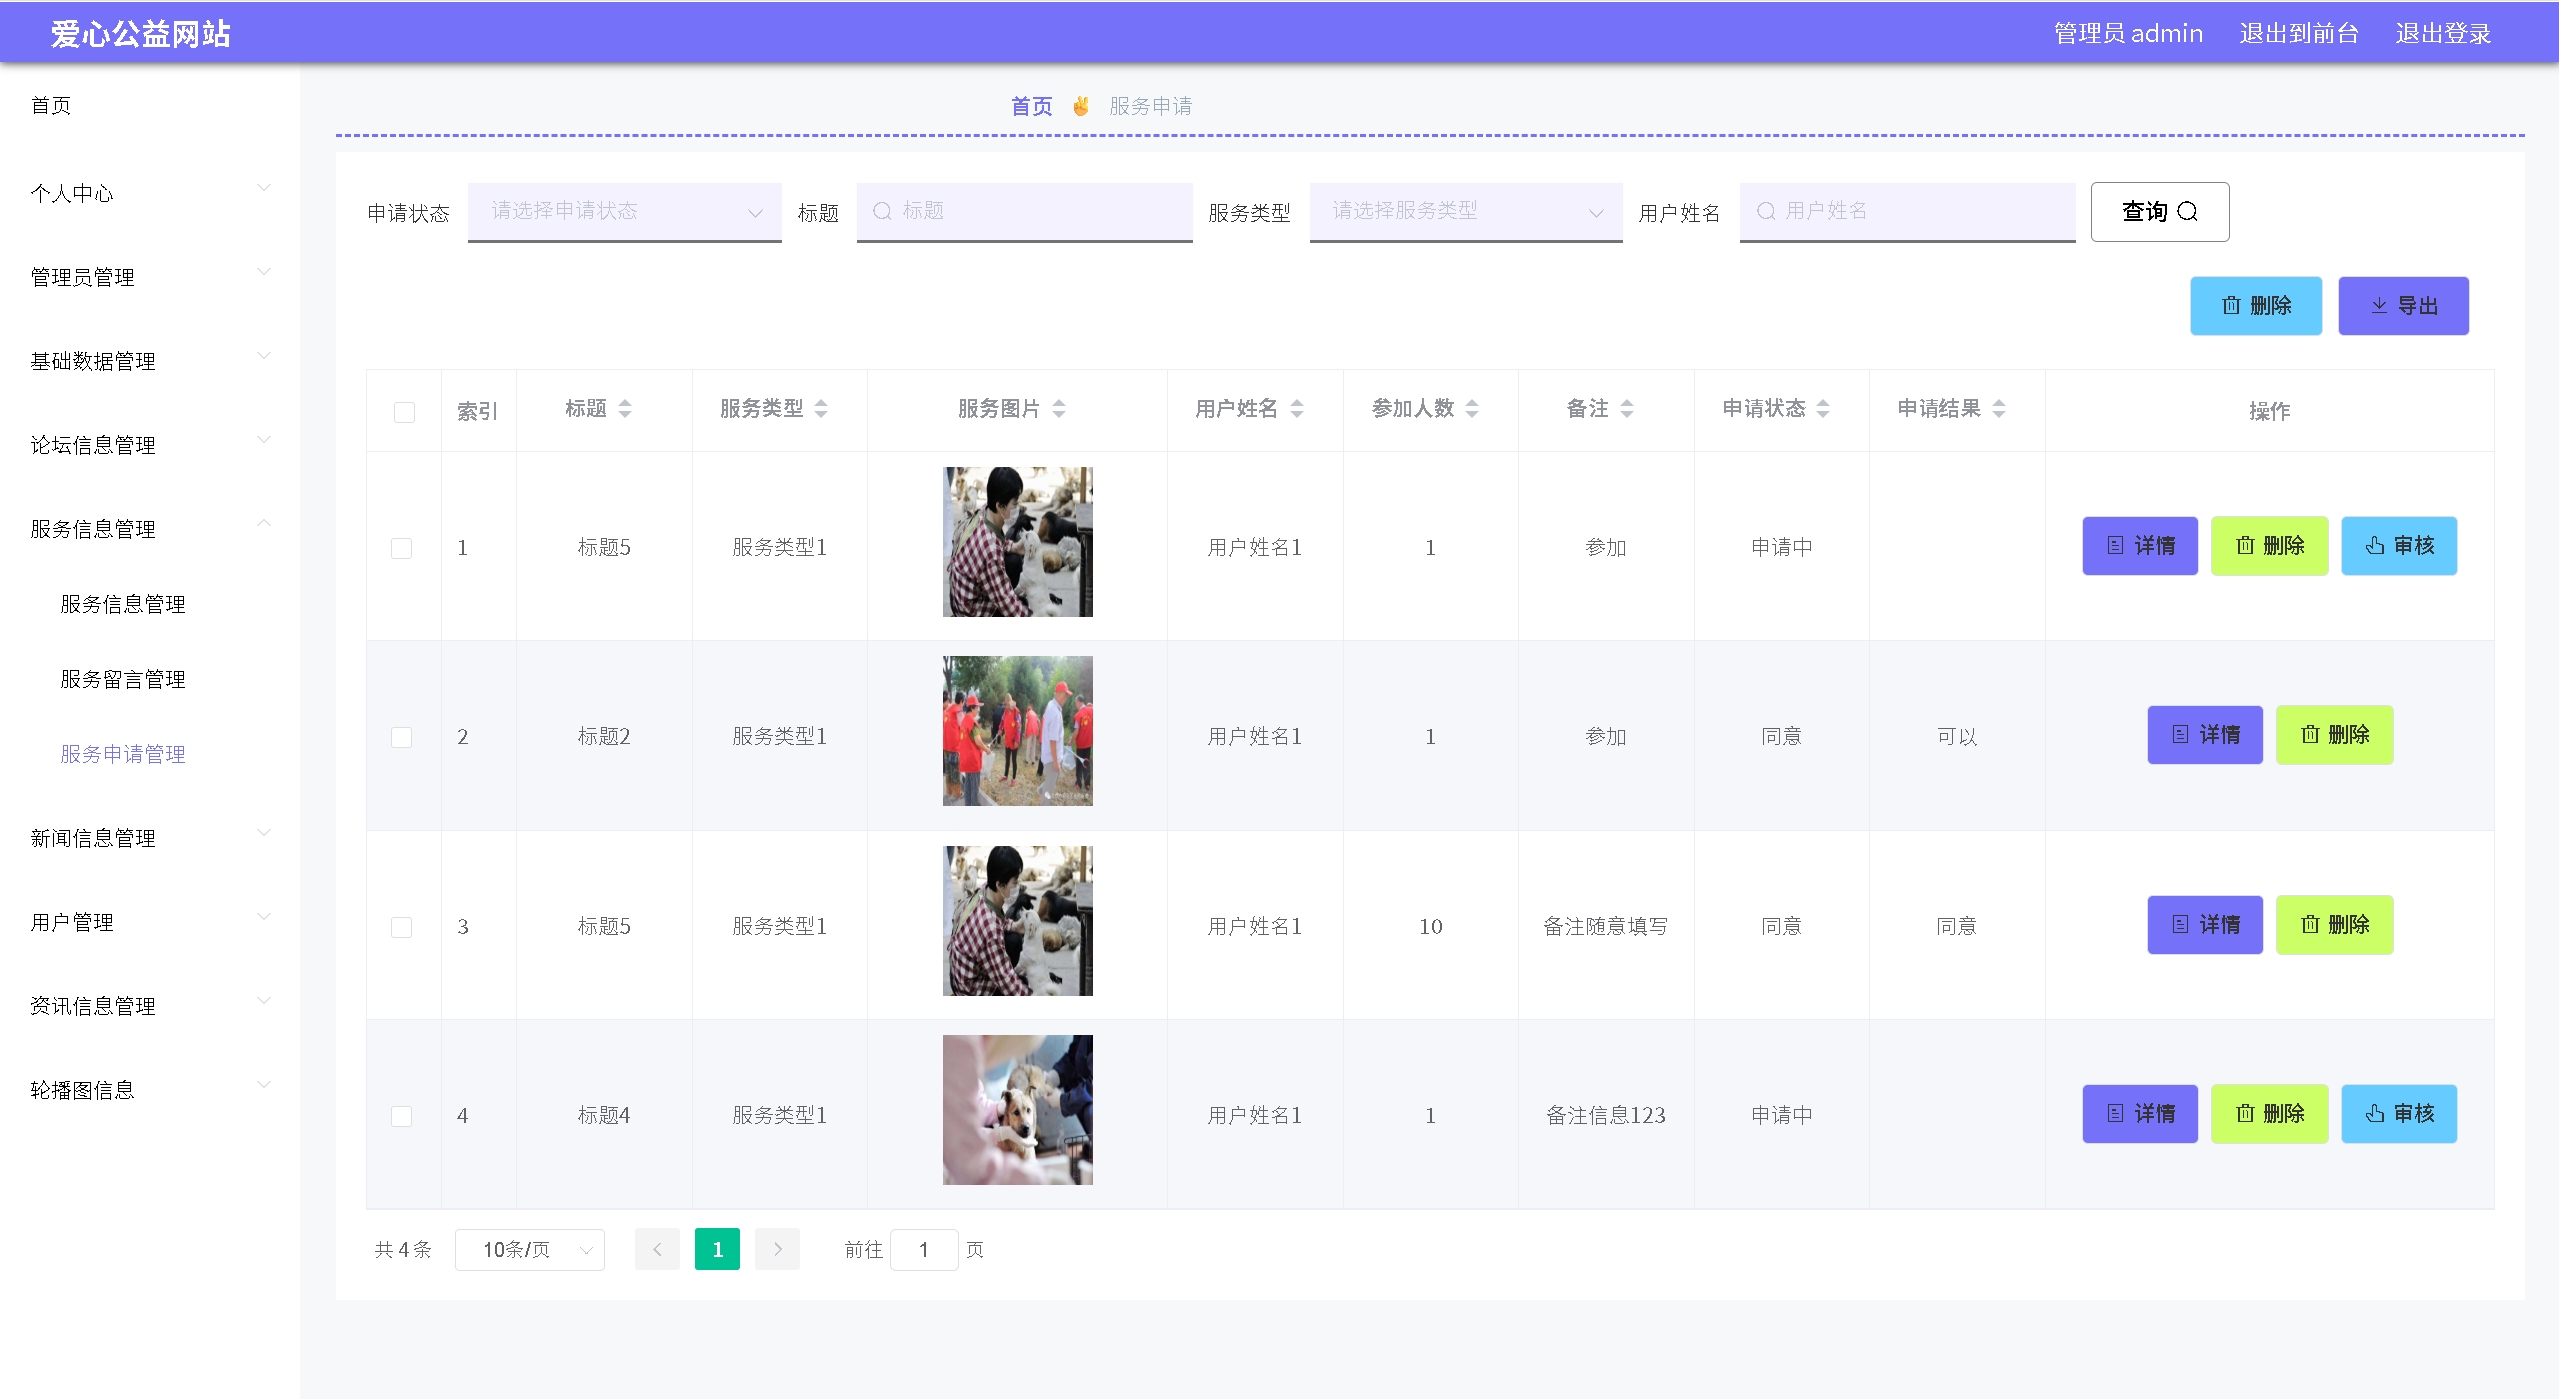 爱心公益网站 管理员 admin 退出到前台 退出登录
首页
个人中心
管理员管理
基础数据管理
论坛信息管理
服务信息管理
服务信息管理
服务留言管理
服务申请管理
新闻信息管理
用户管理
资讯信息管理
轮播图信息
首页 服务申请
申请状态 请选择申请状态 标题 标题 服务类型 请选择服务类型 用户姓名 用户姓名 查询
删除 导出
索引 标题 服务类型 服务图片 用户姓名 参加人数 备注 申请状态 申请结果 操作
1 标题5 服务类型1 用户姓名1 1 参加 申请中 详情 删除 审核
2 标题2 服务类型1 用户姓名1 1 参加 同意 可以 详情 删除
3 标题5 服务类型1 用户姓名1 10 备注随意填写 同意 同意 详情 删除
4 标题4 服务类型1 用户姓名1 1 备注信息123 申请中 详情 删除 审核
共 4 条 10条/页 1 前往 1 页